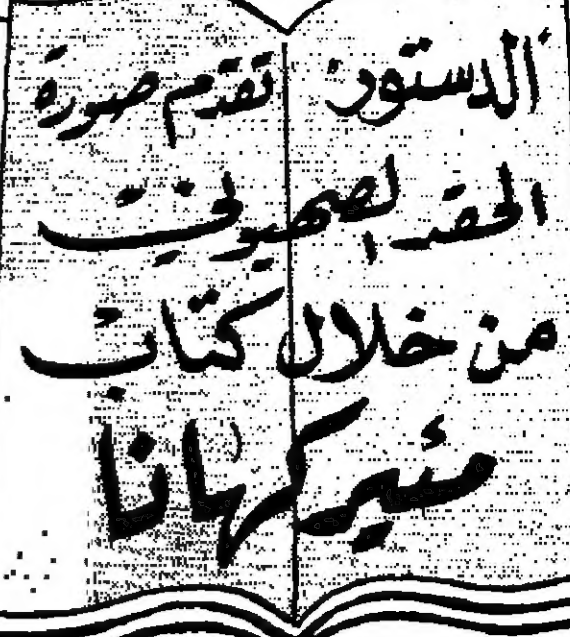 الدستور تقدم صورة
الحقد الصهيوني
من خلال كتاب
مئير كهانا